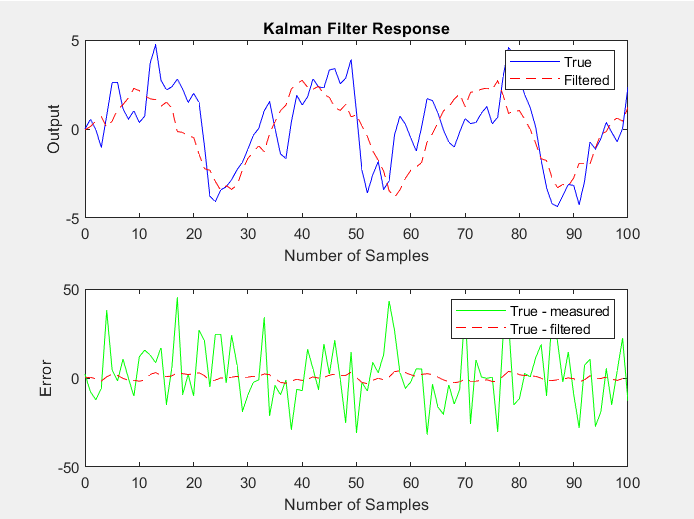 Kalman Filter Response
5
0
-5
Output
True
Filtered
0 10 20 30 40 50 60 70 80 90 100
Number of Samples
50
0
-50
Error
True - measured
True - filtered
0 10 20 30 40 50 60 70 80 90 100
Number of Samples